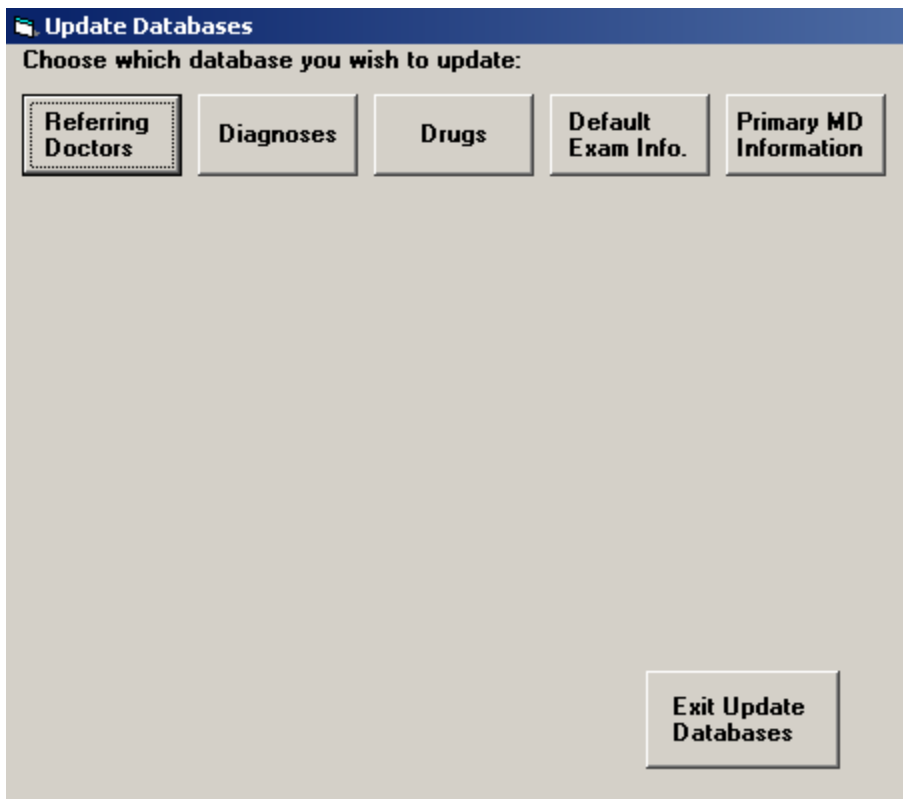 Update Databases
Choose which database you wish to update:
Referring
Doctors
Diagnoses
Drugs
Default
Exam Info.
Primary MD
Information
Exit Update
Databases